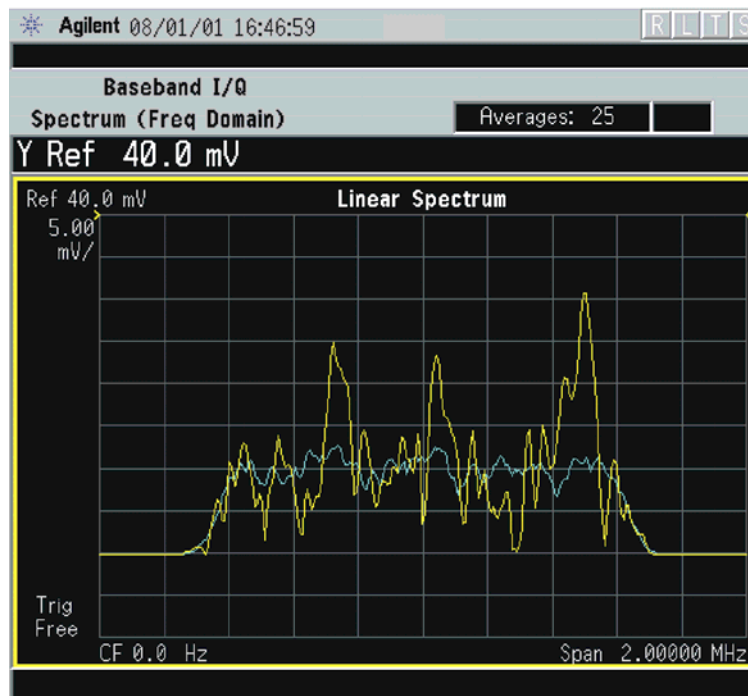 Agilent 08/01/01 16:46:59
R L T S
Baseband I/Q
Spectrum (Freq Domain)
Averages: 25
Y Ref 40.0 mV
Ref 40.0 mV
Linear Spectrum
5.00
mV/
Trig
Free
CF 0.0 Hz
Span 2.00000 MHz